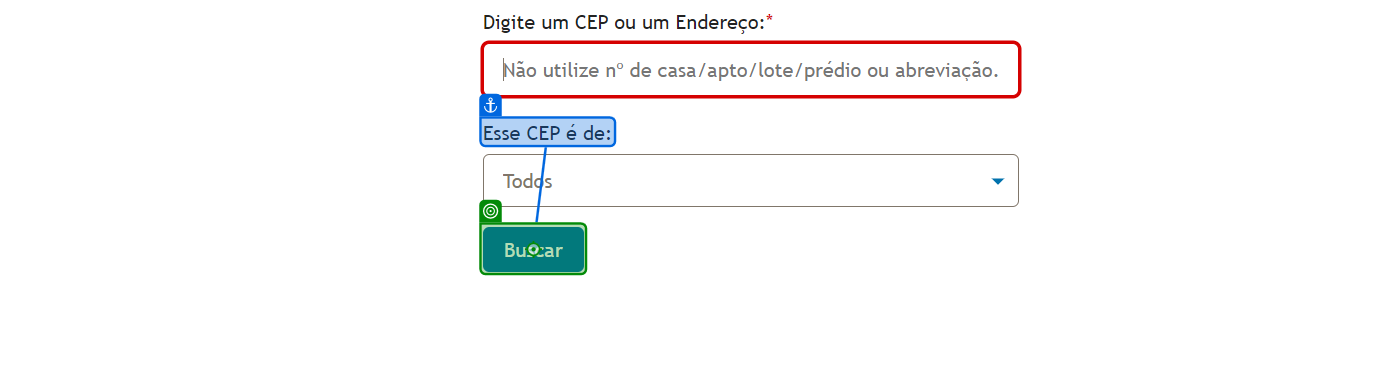 Digite um CEP ou um Endereço:*
Não utilize nº de casa/apto/lote/prédio ou abreviação.
Esse CEP é de:
Todos
Buscar